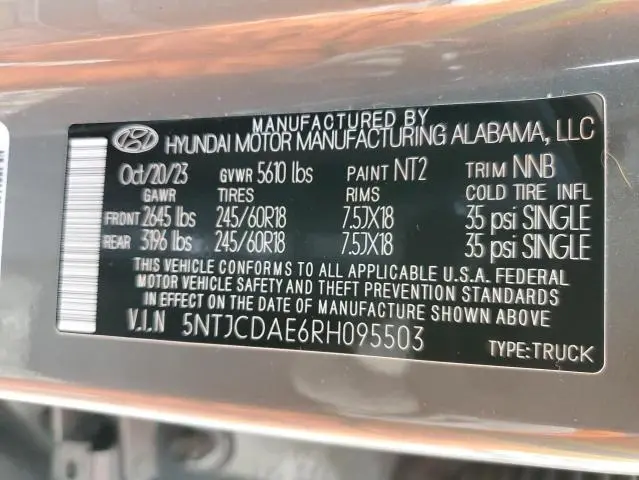 MANUFACTURED BY
HYUNDAI MOTOR MANUFACTURING ALABAMA, LLC
Oct/20/23 GVWR 5610 lbs PAINT NT2 TRIM NNB
GAWR TIRES RIMS COLD TIRE INFL
FRONT 2645 lbs 245/60R18 7.5JX18 35 psi SINGLE
REAR 3196 lbs 245/60R18 7.5JX18 35 psi SINGLE
THIS VEHICLE CONFORMS TO ALL APPLICABLE U.S.A. FEDERAL
MOTOR VEHICLE SAFETY AND THEFT PREVENTION STANDARDS
IN EFFECT ON THE DATE OF MANUFACTURE SHOWN ABOVE
V.I.N 5NTJCDAE6RH095503
TYPE:TRUCK